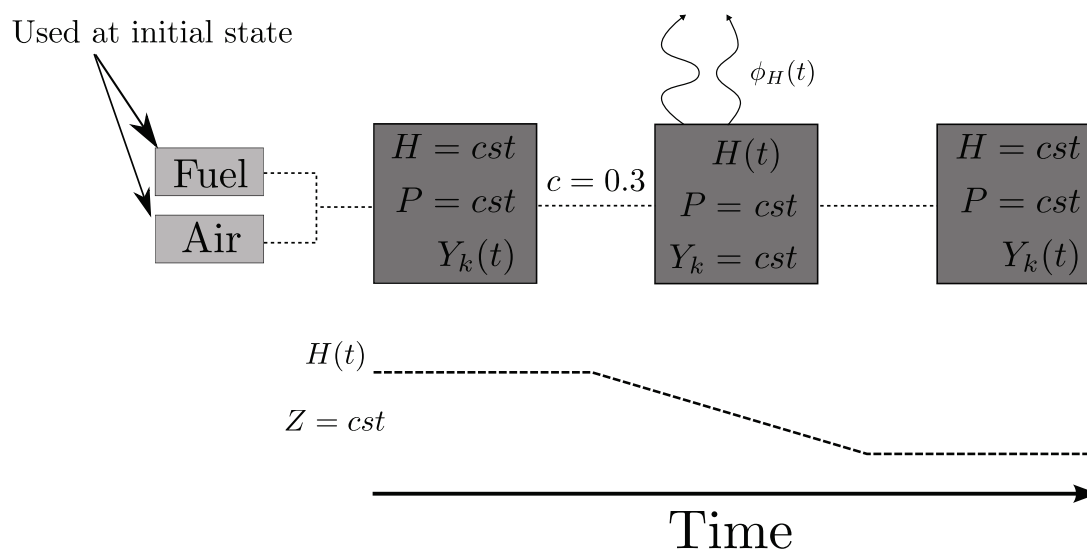 Used at initial state
Fuel
Air
H = cst
P = cst
Y_k(t)
c = 0.3
ϕ_H(t)
H(t)
P = cst
Y_k = cst
H = cst
P = cst
Y_k(t)
H(t)
Z = cst
Time